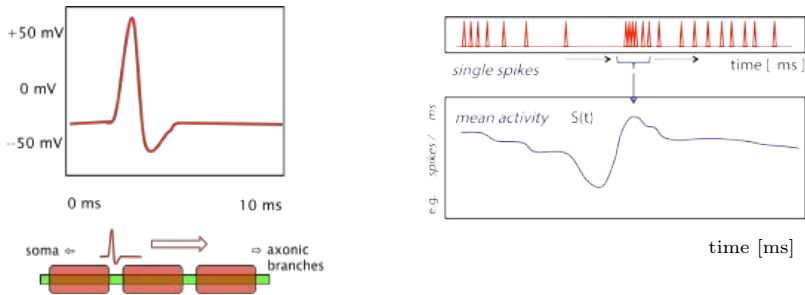 +50 mV
0 mV
−50 mV
0 ms 10 ms
soma ⇐ ⇒ axonic
branches
single spikes time [ ms]
mean activity S(t)
e.g. spikes / ms
time [ms]